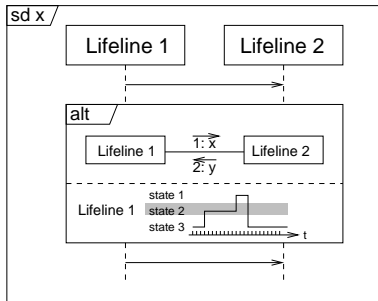 sd x
Lifeline 1 Lifeline 2
alt
Lifeline 1 1: x Lifeline 2
2: y
state 1
Lifeline 1 state 2
state 3 t